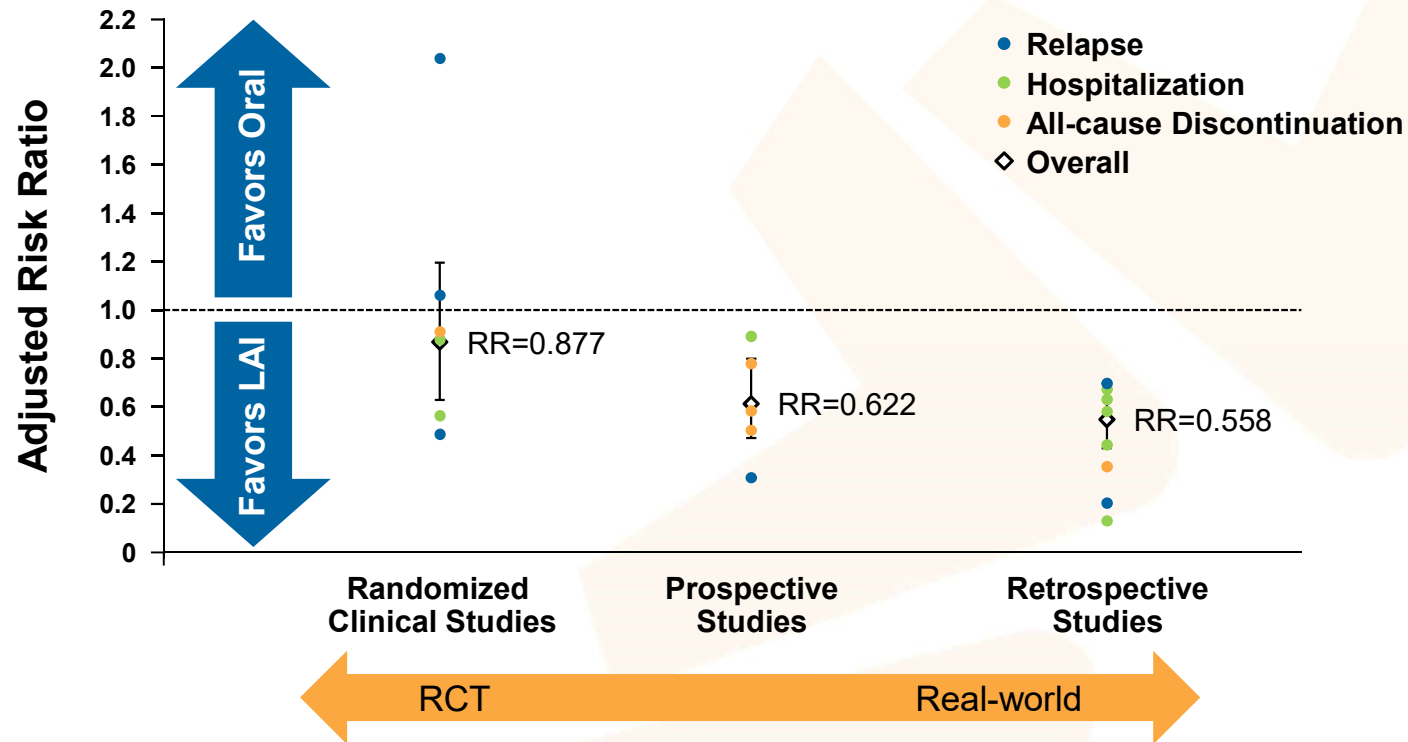 Adjusted Risk Ratio
2.2
2.0
1.8
1.6
1.4
1.2
1.0
0.8
0.6
0.4
0.2
0
Favors Oral
Favors LAI
Relapse
Hospitalization
All-cause Discontinuation
Overall
RR=0.877
RR=0.622
RR=0.558
Randomized
Clinical Studies
Prospective
Studies
Retrospective
Studies
RCT
Real-world